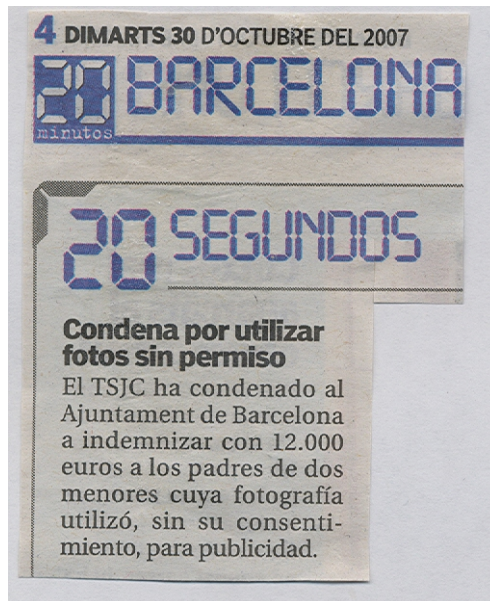 4 DIMARTS 30 D'OCTUBRE DEL 2007
20 BARCELONA
minutos
20 SEGUNDOS
Condena por utilizar
fotos sin permiso
El TSJC ha condenado al
Ajuntament de Barcelona
a indemnizar con 12.000
euros a los padres de dos
menores cuya fotografía
utilizó, sin su consenti-
miento, para publicidad.